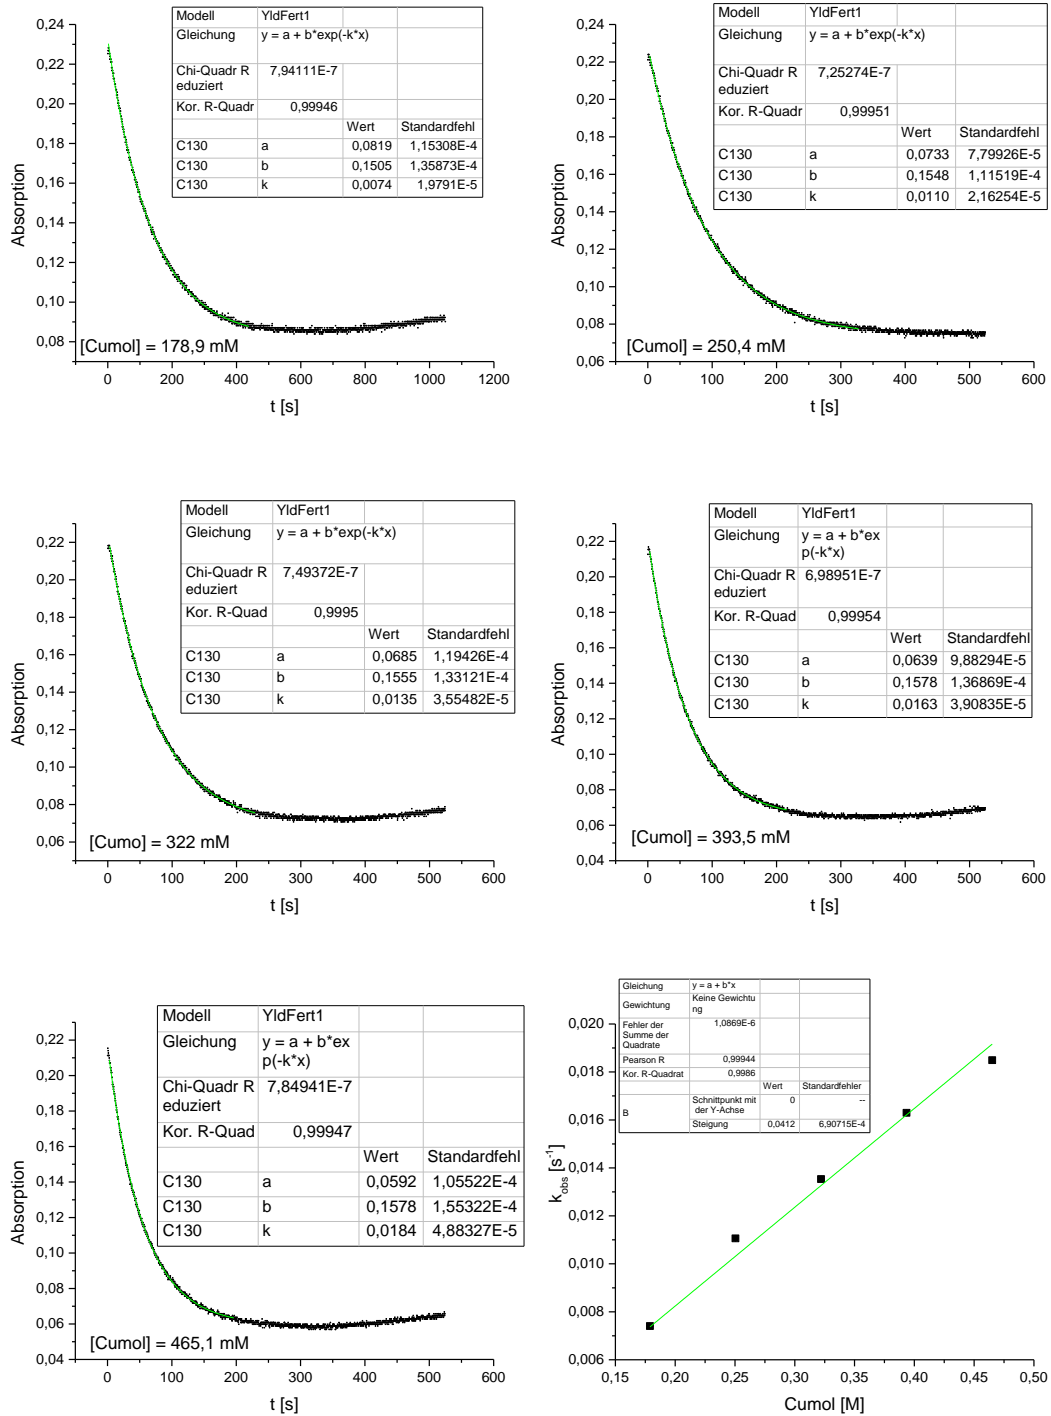 Modell YldFert1
Gleichung y = a + b*exp(-k*x)
Chi-Quadr R
eduziert 7,94111E-7
Kor. R-Quadr 0,99946
Wert Standardfehl
C130 a 0,0819 1,15308E-4
C130 b 0,1505 1,35873E-4
C130 k 0,0074 1,9791E-5
0,24
0,22
0,20
0,18
0,16
0,14
0,12
0,10
0,08
Absorption
[Cumol] = 178,9 mM
0 200 400 600 800 1000 1200
t [s]
Modell YldFert1
Gleichung y = a + b*exp(-k*x)
Chi-Quadr R
eduziert 7,25274E-7
Kor. R-Quadr 0,99951
Wert Standardfehl
C130 a 0,0733 7,79926E-5
C130 b 0,1548 1,11519E-4
C130 k 0,0110 2,16254E-5
0,24
0,22
0,20
0,18
0,16
0,14
0,12
0,10
0,08
0,06
Absorption
[Cumol] = 250,4 mM
0 100 200 300 400 500 600
t [s]
Modell YldFert1
Gleichung y = a + b*exp(-k*x)
Chi-Quadr R
eduziert 7,49372E-7
Kor. R-Quad 0,9995
Wert Standardfehl
C130 a 0,0685 1,19426E-4
C130 b 0,1555 1,33121E-4
C130 k 0,0135 3,55482E-5
0,22
0,20
0,18
0,16
0,14
0,12
0,10
0,08
0,06
Absorption
[Cumo] = 322 mM
0 100 200 300 400 500 600
t [s]
Modell YldFert1
Gleichung y = a + b*ex
p(-k*x)
Chi-Quadr R
eduziert 6,98951E-7
Kor. R-Quad 0,99954
Wert Standardfehl
C130 a 0,0639 9,88294E-5
C130 b 0,1578 1,36869E-4
C130 k 0,0163 3,90835E-5
0,22
0,20
0,18
0,16
0,14
0,12
0,10
0,08
0,06
0,04
Absorption
[Cumol] = 393,5 mM
0 100 200 300 400 500 600
t [s]
Modell YldFert1
Gleichung y = a + b*ex
p(-k*x)
Chi-Quadr R
eduziert 7,84941E-7
Kor. R-Quad 0,99947
Wert Standardfehl
C130 a 0,0592 1,05522E-4
C130 b 0,1578 1,55322E-4
C130 k 0,0184 4,88327E-5
0,22
0,20
0,18
0,16
0,14
0,12
0,10
0,08
0,06
0,04
Absorption
[Cumol] = 465,1 mM
0 100 200 300 400 500 600
t [s]
Gleichung y = a + b*x
Gewichtung Keine Gewichtu
ng
Fehler der
Summe der
Quadrate 1,0869E-6
Pearson R 0,99944
Kor. R-Quadrat 0,9986
Wert Standardfehler
B Schnittpunkt mit
der Y-Achse 0 --
Steigung 0,0412 6,90715E-4
0,020
0,018
0,016
0,014
0,012
0,010
0,008
0,006
k_obs [s⁻¹]
0,15 0,20 0,25 0,30 0,35 0,40 0,45 0,50
Cumol [M]